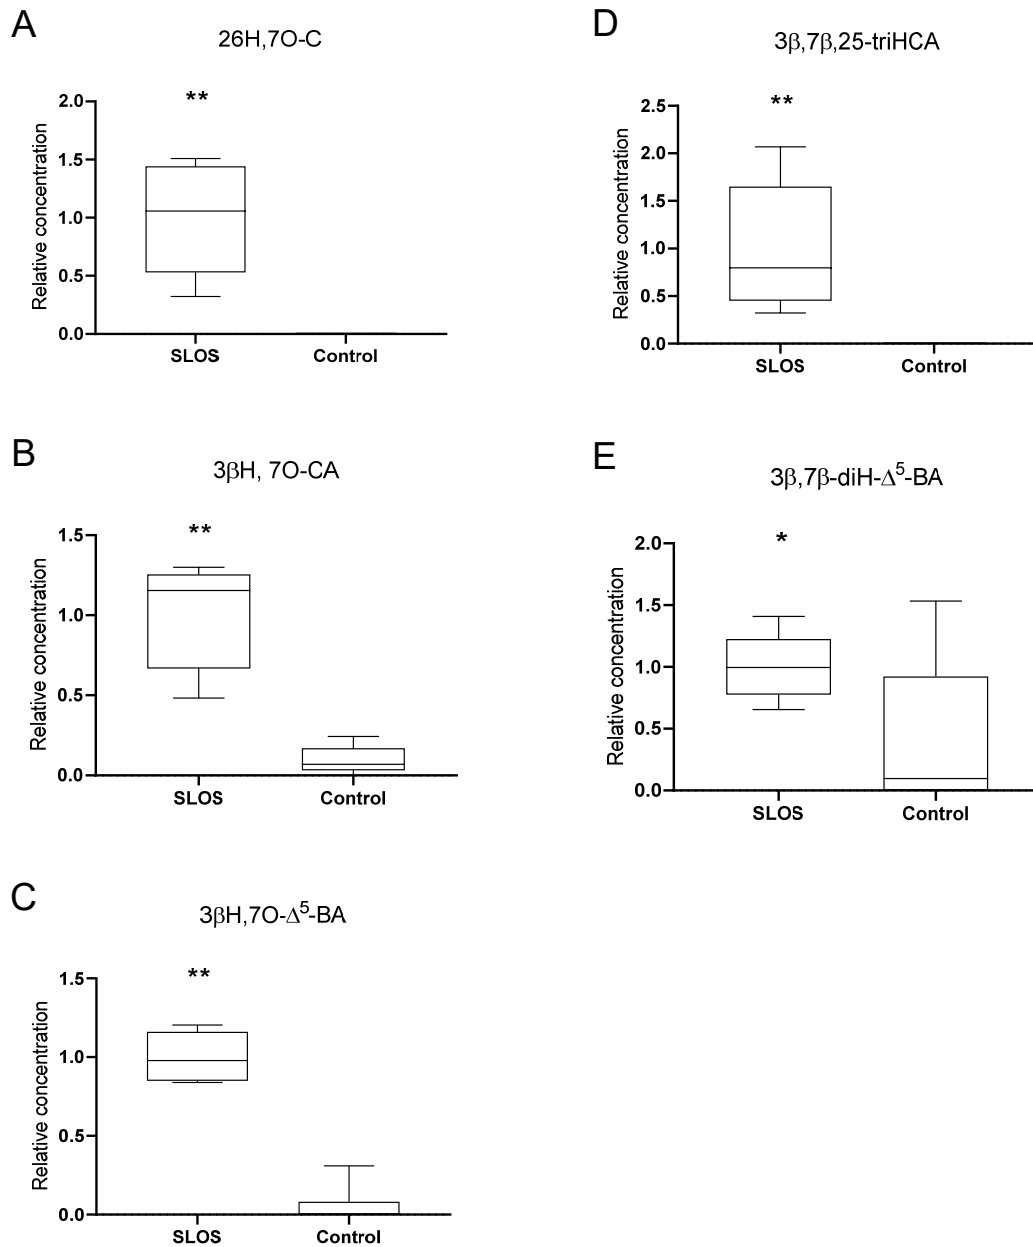 A
26H,7O-C
**
Relative concentration
2.0
1.5
1.0
0.5
0.0
SLOS
Control
B
3βH, 7O-CA
**
Relative concentration
1.5
1.0
0.5
0.0
SLOS
Control
C
3βH,7O-Δ⁵-BA
**
Relative concentration
1.5
1.0
0.5
0.0
SLOS
Control
D
3β,7β,25-triHCA
**
Relative concentration
2.5
2.0
1.5
1.0
0.5
0.0
SLOS
Control
E
3β,7β-diH-Δ⁵-BA
*
Relative concentration
2.0
1.5
1.0
0.5
0.0
SLOS
Control